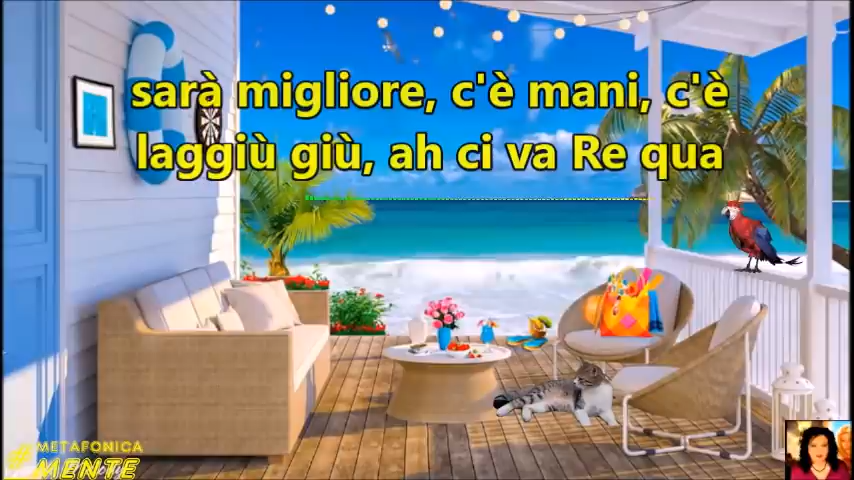 sarà migliore, c'è mani, c'è
laggiù giù, ah ci va Re qua
#METAFONICA
MENTE